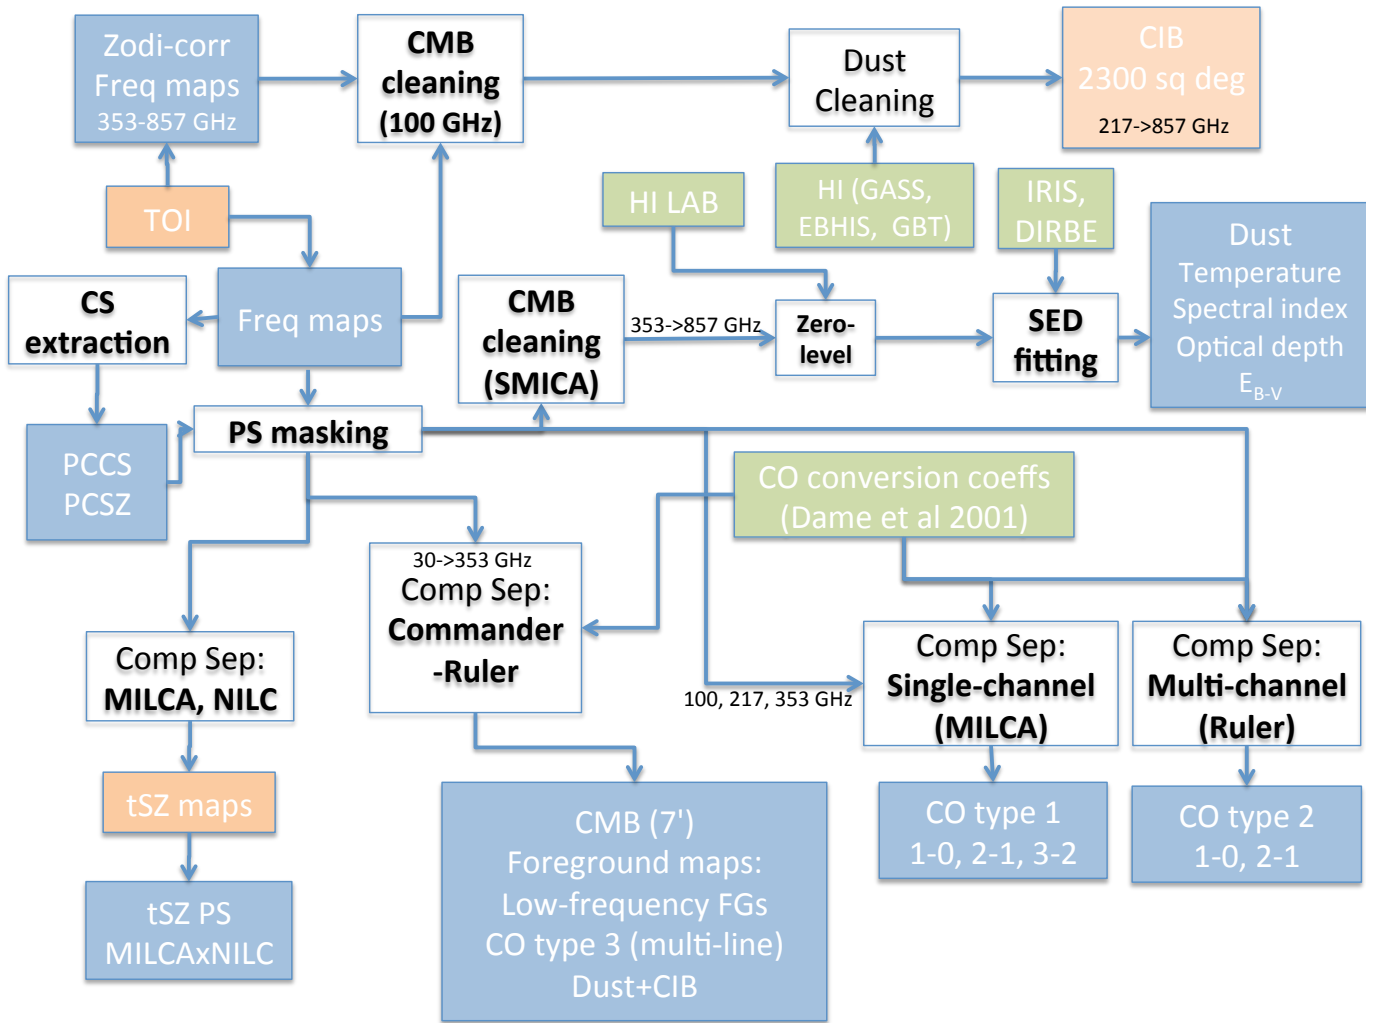 Zodi-corr
Freq maps
353-857 GHz
CMB
cleaning
(100 GHz)
Dust
Cleaning
CIB
2300 sq deg
217->857 GHz
TOI
HI LAB
HI (GASS,
EBHIS, GBT)
IRIS,
DIRBE
Dust
Temperature
Spectral index
Optical depth
E_B-V
CS
extraction
Freq maps
CMB
cleaning
(SMICA)
353->857 GHz
Zero-
level
SED
fitting
PS masking
PCCS
PCSZ
CO conversion coeffs
(Dame et al 2001)
30->353 GHz
Comp Sep:
Commander
-Ruler
Comp Sep:
MILCA, NILC
100, 217, 353 GHz
Comp Sep:
Single-channel
(MILCA)
Comp Sep:
Multi-channel
(Ruler)
tSZ maps
tSZ PS
MILCAxNILC
CMB (7')
Foreground maps:
Low-frequency FGs
CO type 3 (multi-line)
Dust+CIB
CO type 1
1-0, 2-1, 3-2
CO type 2
1-0, 2-1